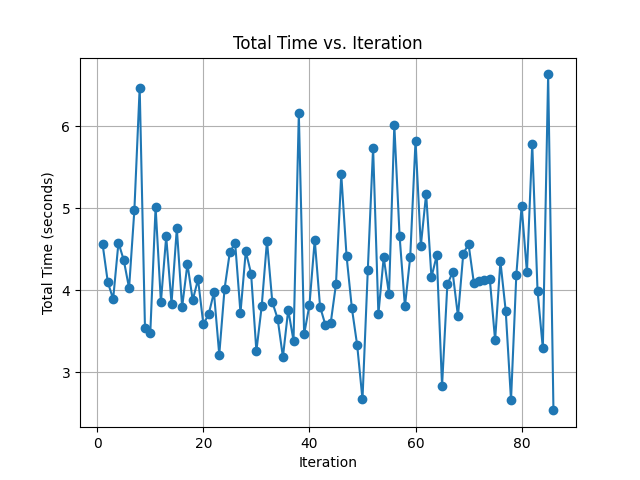 Total Time vs. Iteration
Total Time (seconds)
6
5
4
3
0 20 40 60 80
Iteration